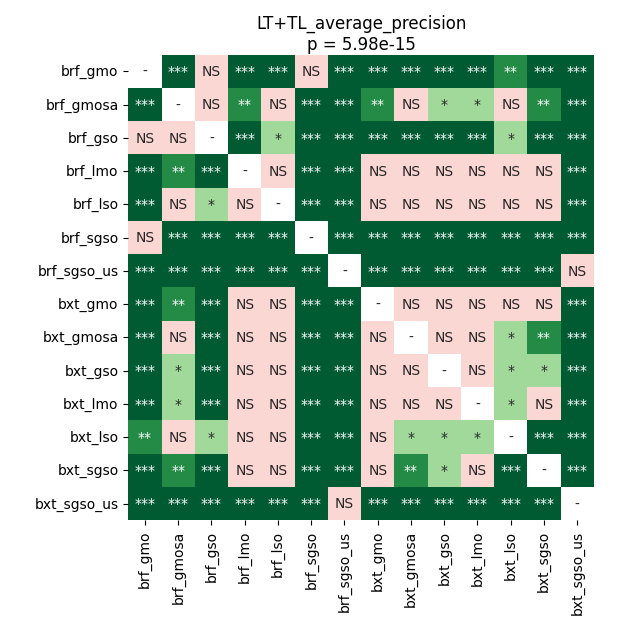 LT+TL_average_precision
p = 5.98e-15
brf_gmo - *** NS *** *** NS *** *** *** *** *** ** *** ***
brf_gmosa *** - NS ** NS *** *** ** NS * * NS ** ***
brf_gso NS NS - *** * *** *** *** *** *** *** * *** ***
brf_lmo *** ** *** - NS *** *** NS NS NS NS NS NS ***
brf_lso *** NS * NS - *** *** NS NS NS NS NS NS ***
brf_sgso NS *** *** *** *** - *** *** *** *** *** *** *** ***
brf_sgso_us *** *** *** *** *** *** - *** *** *** *** *** *** NS
bxt_gmo *** ** *** NS NS *** *** - NS NS NS NS NS ***
bxt_gmosa *** NS *** NS NS *** *** NS - NS NS * ** ***
bxt_gso *** * *** NS NS *** *** NS NS - NS * * ***
bxt_lmo *** * *** NS NS *** *** NS NS NS - * NS ***
bxt_lso ** NS * NS NS *** *** NS * * * - *** ***
bxt_sgso *** ** *** NS NS *** *** NS ** * NS *** - ***
bxt_sgso_us *** *** *** *** *** *** NS *** *** *** *** *** *** -
brf_gmo brf_gmosa brf_gso brf_lmo brf_lso brf_sgso brf_sgso_us bxt_gmo bxt_gmosa bxt_gso bxt_lmo bxt_lso bxt_sgso bxt_sgso_us